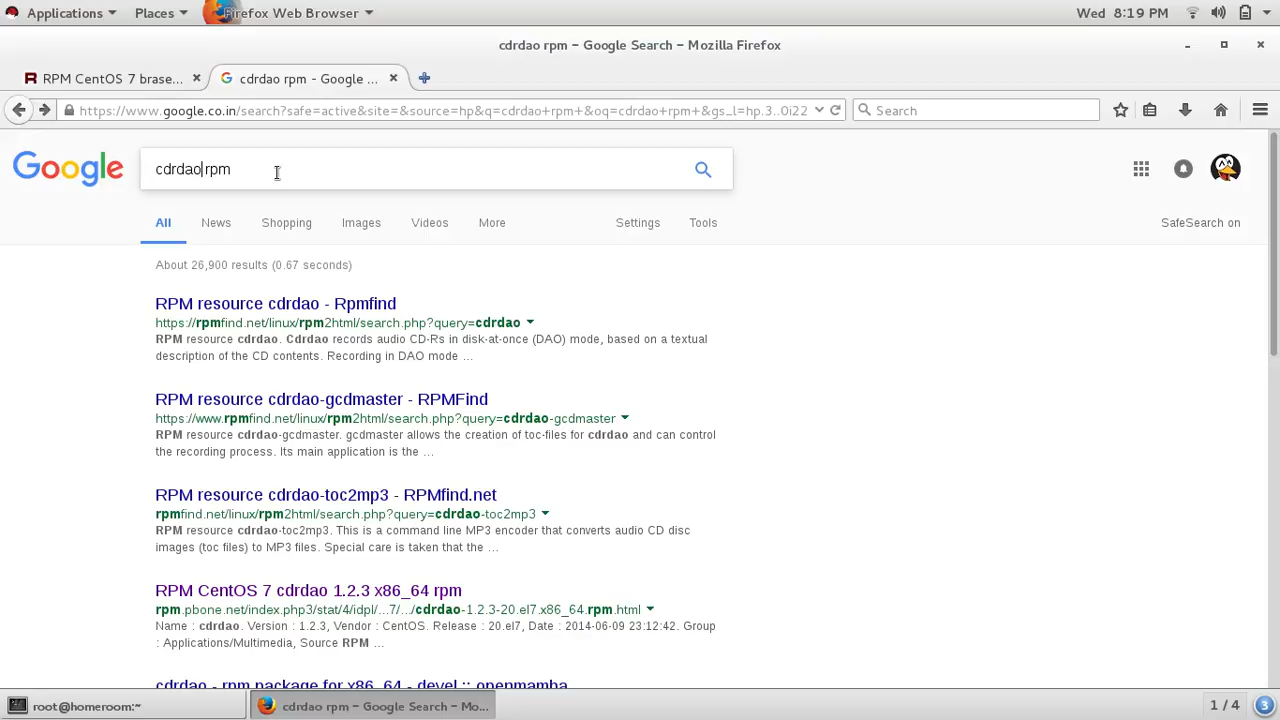 Applications Places Firefox Web Browser Wed 8:19 PM
cdrdao rpm - Google Search - Mozilla Firefox
RPM CentOS 7 brase... cdrdao rpm - Google ...
https://www.google.co.in/search?safe=active&site=&source=hp&q=cdrdao+rpm+&oq=cdrdao+rpm+&gs_l=hp.3..0i22 Search
Google cdrdao rpm
All News Shopping Images Videos More Settings Tools SafeSearch on
About 26,900 results (0.67 seconds)
RPM resource cdrdao - Rpmfind
https://rpmfind.net/linux/rpm2html/search.php?query=cdrdao
RPM resource cdrdao. Cdrdao records audio CD-Rs in disk-at-once (DAO) mode, based on a textual
description of the CD contents. Recording in DAO mode ...
RPM resource cdrdao-gcdmaster - RPMFind
https://www.rpmfind.net/linux/rpm2html/search.php?query=cdrdao-gcdmaster
RPM resource cdrdao-gcdmaster. gcdmaster allows the creation of toc-files for cdrdao and can control
the recording process. Its main application is the ...
RPM resource cdrdao-toc2mp3 - RPMfind.net
rpmfind.net/linux/rpm2html/search.php?query=cdrdao-toc2mp3
RPM resource cdrdao-toc2mp3. This is a command line MP3 encoder that converts audio CD disc
images (toc files) to MP3 files. Special care is taken that the ...
RPM CentOS 7 cdrdao 1.2.3 x86_64 rpm
rpm.pbone.net/index.php3/stat/4/idpl/...7/.../cdrdao-1.2.3-20.el7.x86_64.rpm.html
Name : cdrdao. Version : 1.2.3, Vendor : CentOS. Release : 20.el7, Date : 2014-06-09 23:12:42. Group
: Applications/Multimedia, Source RPM ...
cdrdao - rpm package for x86_64 - devel :: openmamba
root@homeroom:~ cdrdao rpm - Google Search - Mo... 1 / 4 3